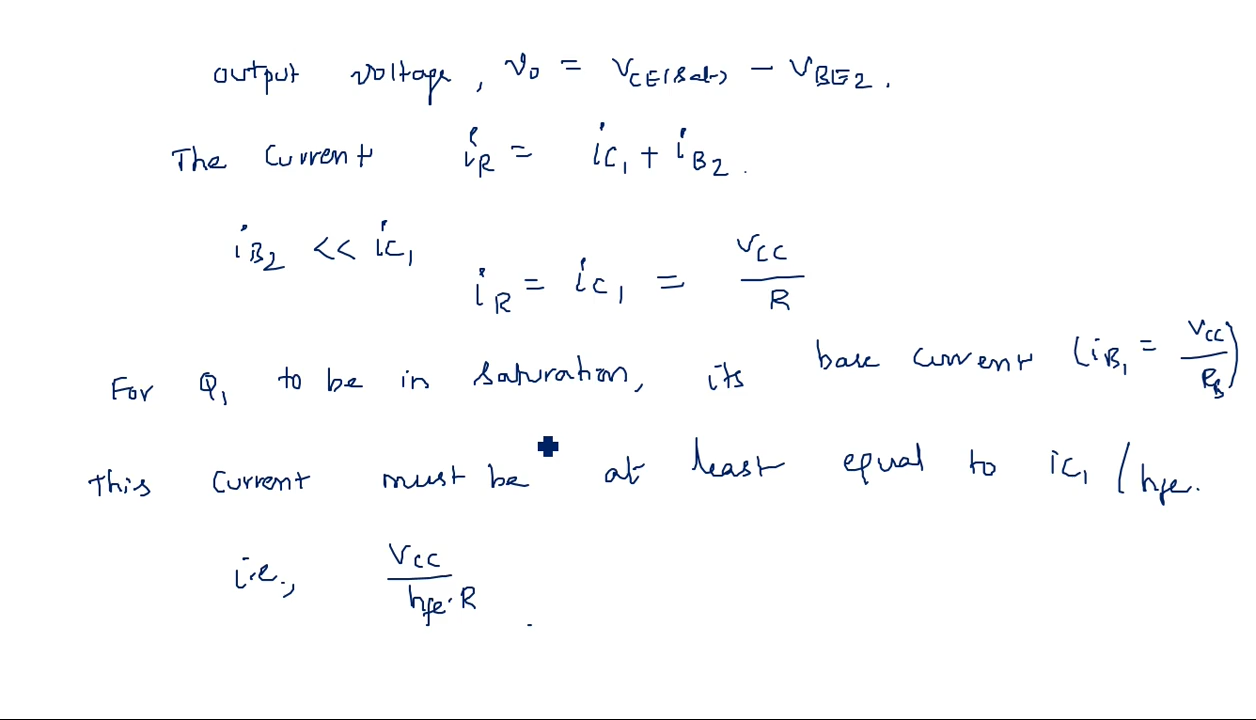 output voltage, v₀ = V_CE(sat) − V_BE2.
The current i_R = i_C1 + i_B2.
i_B2 << i_C1
i_R = i_C1 = V_CC / R
For Q₁ to be in saturation, its base current (i_B1 = V_CC / R_B)
this current must be at least equal to i_C1 / h_fe.
i.e., V_CC / h_fe · R